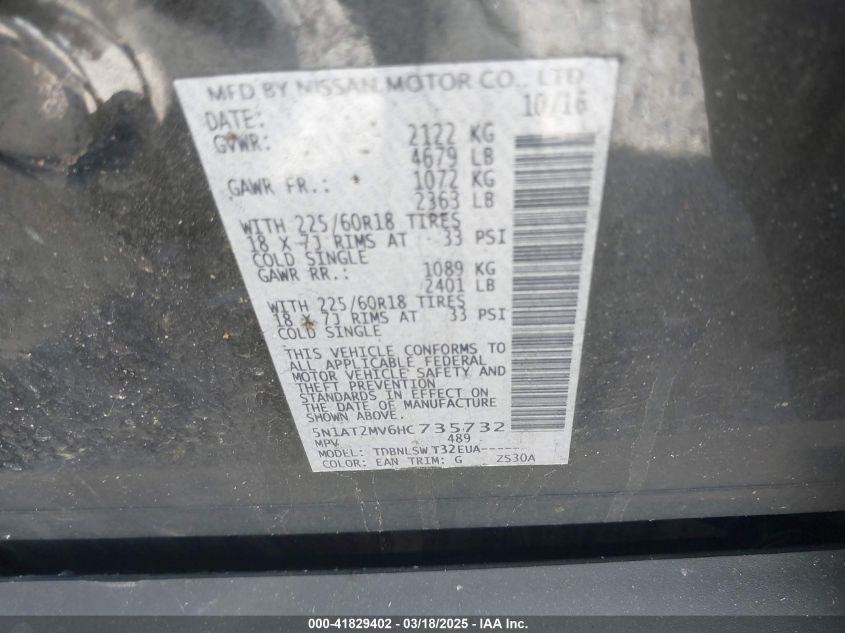 MFD BY NISSAN MOTOR CO., LTD
DATE: 10/16
GVWR: 2122 KG
4679 LB
GAWR FR.: 1072 KG
2363 LB
WITH 225/60R18 TIRES
18 X 7J RIMS AT 33 PSI
COLD SINGLE
GAWR RR.: 1089 KG
2401 LB
WITH 225/60R18 TIRES
18 X 7J RIMS AT 33 PSI
COLD SINGLE
THIS VEHICLE CONFORMS TO
ALL APPLICABLE FEDERAL
MOTOR VEHICLE SAFETY AND
THEFT PREVENTION
STANDARDS IN EFFECT ON
THE DATE OF MANUFACTURE
SHOWN ABOVE.
5N1AT2MV6HC735732
MPV 489
MODEL: TDBNLSW T32EUA-----
COLOR: EAN TRIM: G ZS30A
000-41829402 - 03/18/2025 - IAA Inc.